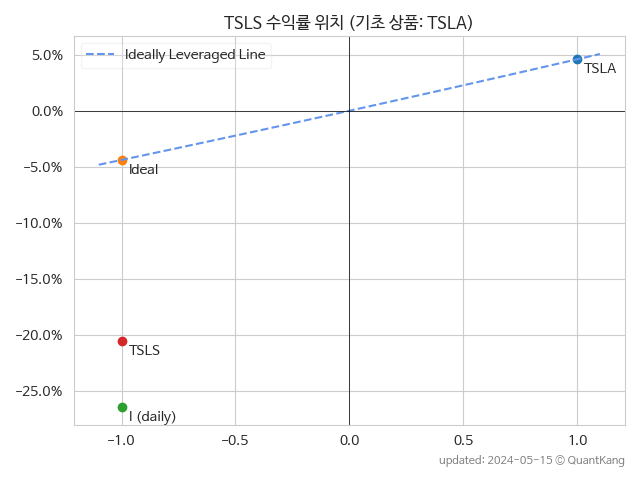 TSLS 수익률 위치 (기초 상품: TSLA)
Ideally Leveraged Line
5.0%
TSLA
0.0%
−5.0%
Ideal
−10.0%
−15.0%
−20.0%
TSLS
−25.0%
I (daily)
−1.0 −0.5 0.0 0.5 1.0
updated: 2024-05-15 © QuantKang